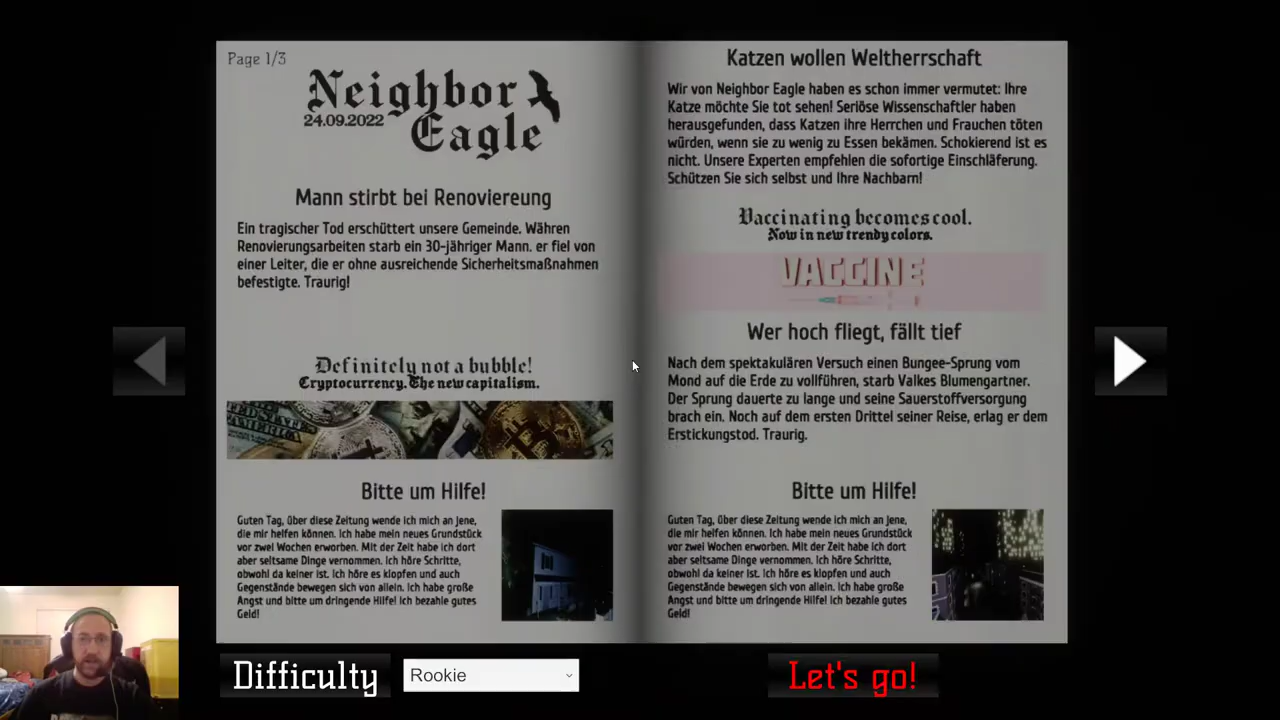 Page 1/3
Neighbor
24.09.2022
Eagle
Mann stirbt bei Renoviereung
Ein tragischer Tod erschüttert unsere Gemeinde. Währen
Renovierungsarbeiten starb ein 30-jähriger Mann. er fiel von
einer Leiter, die er ohne ausreichende Sicherheitsmaßnahmen
befestigte. Traurig!
Definitely not a bubble!
Cryptocurrency. The new capitalism.
Bitte um Hilfe!
Guten Tag, über diese Zeitung wende ich mich an jene,
die mir helfen können. Ich habe mein neues Grundstück
vor zwei Wochen erworben. Mit der Zeit habe ich dort
aber seltsame Dinge vernommen. Ich höre Schritte,
obwohl da keiner ist. Ich höre es klopfen und auch
Gegenstände bewegen sich von allein. Ich habe große
Angst und bitte um dringende Hilfe! Ich bezahle gutes
Geld!
Katzen wollen Weltherrschaft
Wir von Neighbor Eagle haben es schon immer vermutet: Ihre
Katze möchte Sie tot sehen! Seriöse Wissenschaftler haben
herausgefunden, dass Katzen ihre Herrchen und Frauchen töten
würden, wenn sie zu wenig zu Essen bekämen. Schokierend ist es
nicht. Unsere Experten empfehlen die sofortige Einschläferung.
Schützen Sie sich selbst und Ihre Nachbarn!
Vaccinating becomes cool.
Now in new trendy colors.
VACCINE
Wer hoch fliegt, fällt tief
Nach dem spektakulären Versuch einen Bungee-Sprung vom
Mond auf die Erde zu vollführen, starb Valkes Blumengartner.
Der Sprung dauerte zu lange und seine Sauerstoffversorgung
brach ein. Noch auf dem ersten Drittel seiner Reise, erlag er dem
Erstickungstod. Traurig.
Bitte um Hilfe!
Guten Tag, über diese Zeitung wende ich mich an jene,
die mir helfen können. Ich habe mein neues Grundstück
vor zwei Wochen erworben. Mit der Zeit habe ich dort
aber seltsame Dinge vernommen. Ich höre Schritte,
obwohl da keiner ist. Ich höre es klopfen und auch
Gegenstände bewegen sich von allein. Ich habe große
Angst und bitte um dringende Hilfe! Ich bezahle gutes
Geld!
Difficulty
Rookie
Let's go!